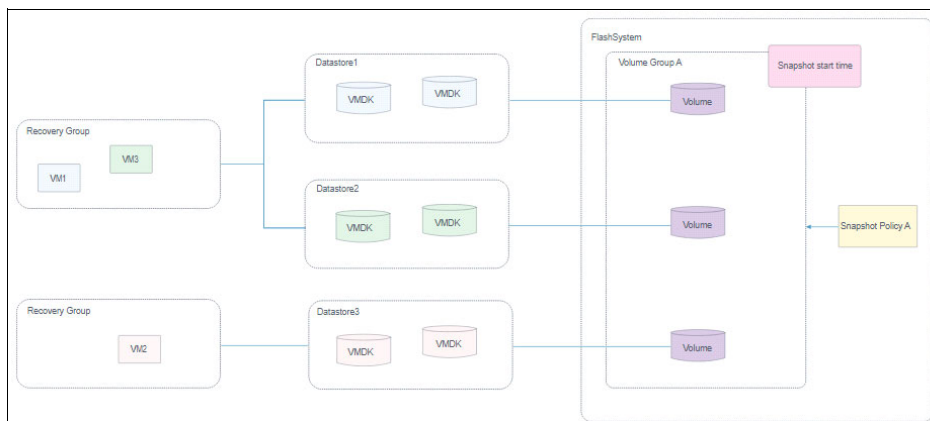 FlashSystem
Snapshot start time
Volume Group A
Datastore1
VMDK
VMDK
Volume
Recovery Group
VM3
VM1
Datastore2
VMDK
VMDK
Volume
Snapshot Policy A
Recovery Group
VM2
Datastore3
VMDK
VMDK
Volume